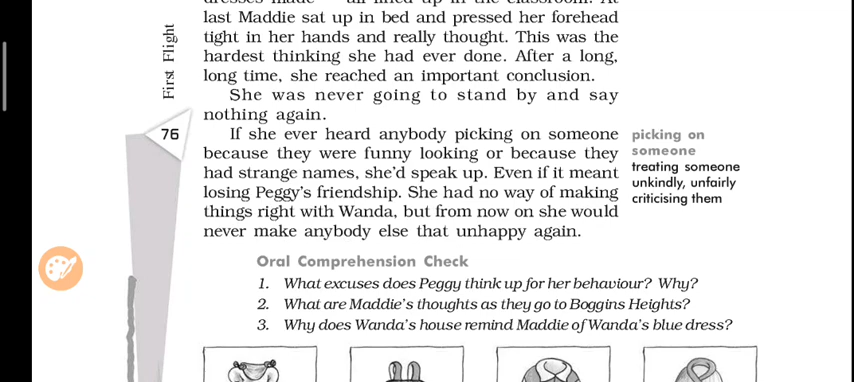 last Maddie sat up in bed and pressed her forehead
tight in her hands and really thought. This was the
hardest thinking she had ever done. After a long,
long time, she reached an important conclusion.
She was never going to stand by and say
nothing again.
If she ever heard anybody picking on someone
because they were funny looking or because they
had strange names, she'd speak up. Even if it meant
losing Peggy's friendship. She had no way of making
things right with Wanda, but from now on she would
never make anybody else that unhappy again.
picking on
someone
treating someone
unkindly, unfairly
criticising them
First Flight
76
Oral Comprehension Check
1. What excuses does Peggy think up for her behaviour? Why?
2. What are Maddie's thoughts as they go to Boggins Heights?
3. Why does Wanda's house remind Maddie of Wanda's blue dress?